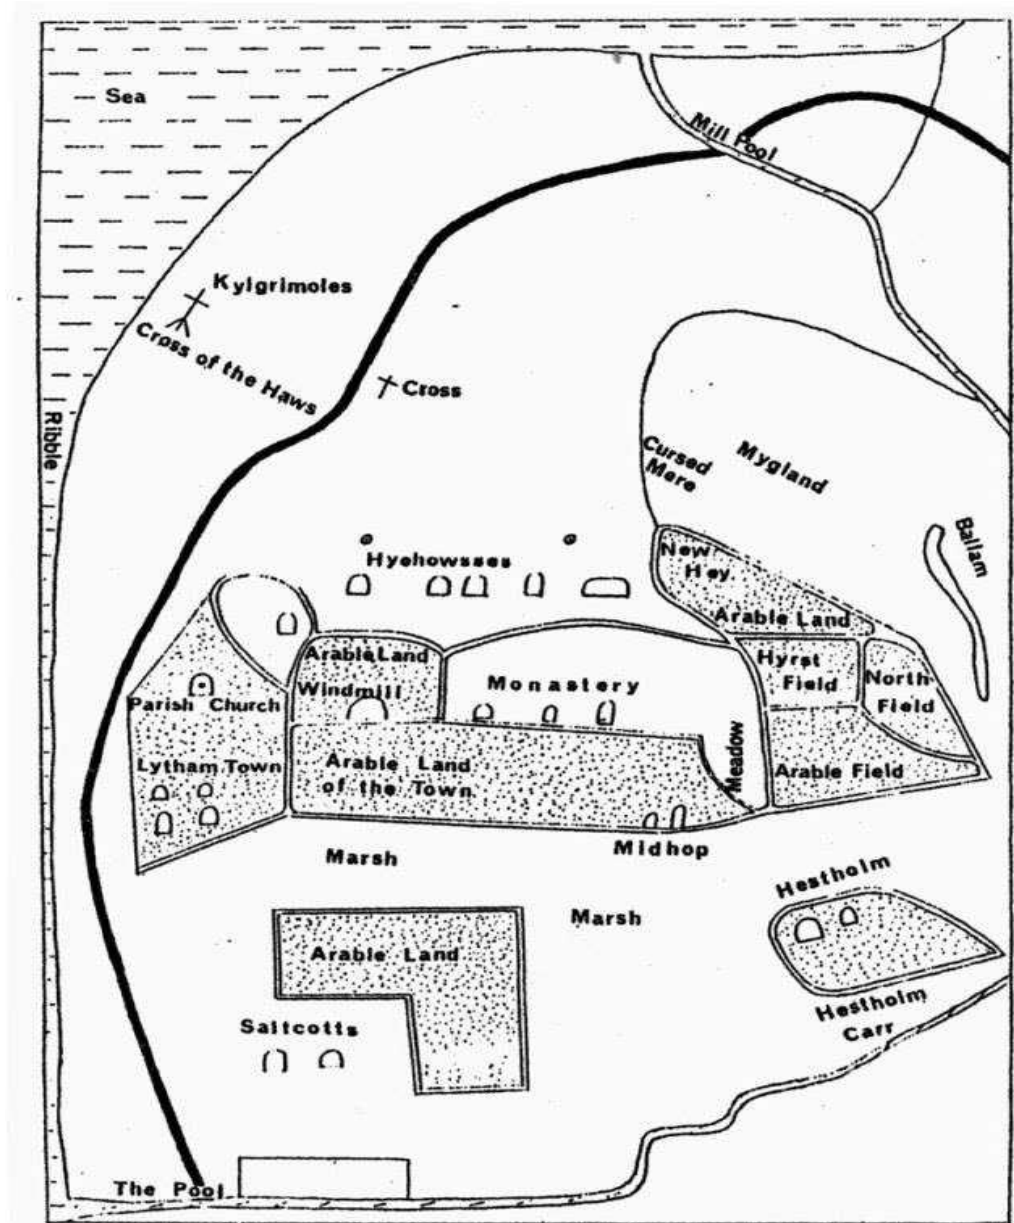 Sea
Mill Pool
Kylgrimoles
Cross of the Haws
Cross
Ribble
Cursed
Mere
Mygland
Ballam
Hyehowsses
New
Hey
Arable Land
Arable Land
Hyrst
Field
North
Field
Windmill
Monastery
Parish Church
Meadow
Lytham Town
Arable Land
of the Town
Arable Field
Midhop
Marsh
Hestholm
Marsh
Arable Land
Hestholm
Carr
Saltcotts
The Pool